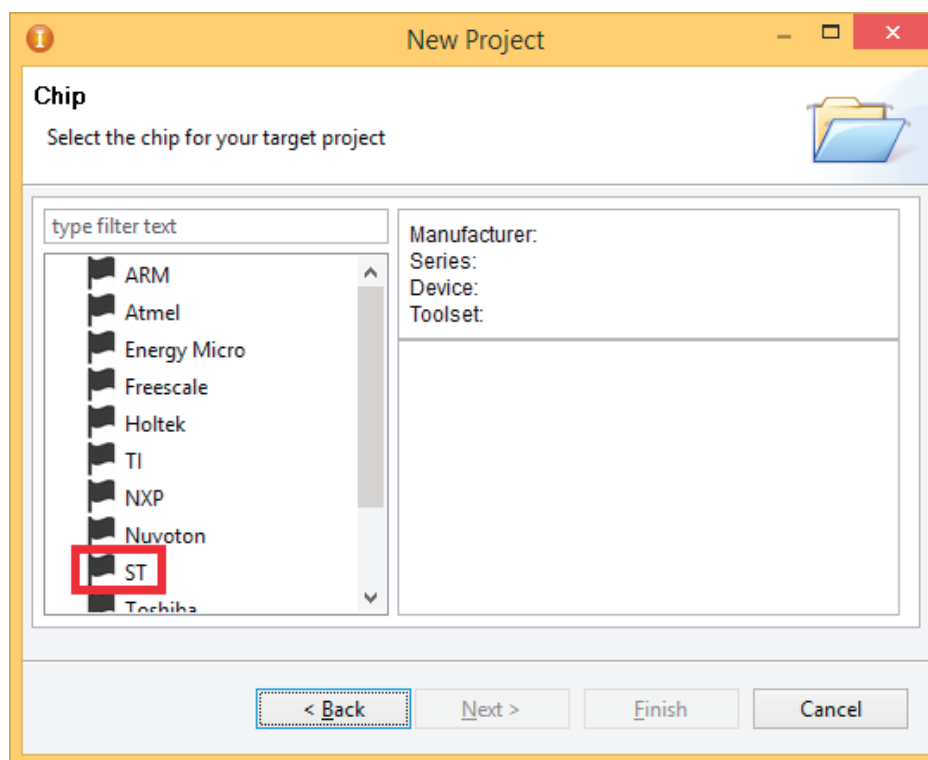 New Project
Chip
Select the chip for your target project
type filter text
ARM
Atmel
Energy Micro
Freescale
Holtek
TI
NXP
Nuvoton
ST
Toshiba
Manufacturer:
Series:
Device:
Toolset:
< Back
Next >
Finish
Cancel